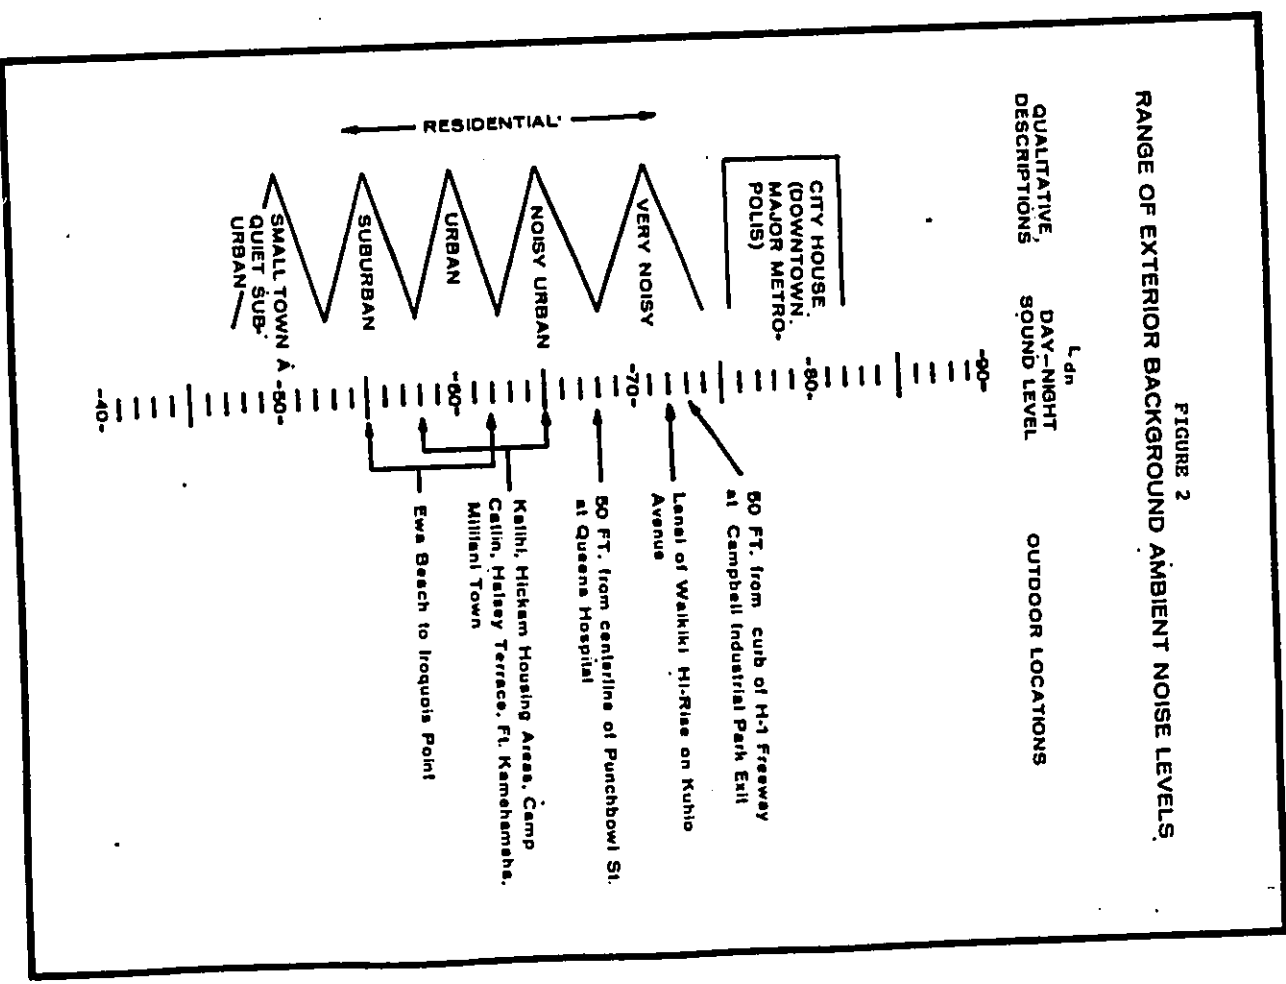 FIGURE 2
RANGE OF EXTERIOR BACKGROUND AMBIENT NOISE LEVELS
QUALITATIVE
DESCRIPTIONS
Ldn
DAY-NIGHT
SOUND LEVEL
OUTDOOR LOCATIONS
-90-
CITY HOUSE
(DOWNTOWN
MAJOR METRO-
POLIS)
-80-
50 FT. from curb of H-1 Freeway
at Campbell Industrial Park Exit
RESIDENTIAL
VERY NOISY
-70-
Lanai of Waikiki Hi-Rise on Kuhio
Avenue
50 FT. from centerline of Punchbowl St.
at Queens Hospital
NOISY URBAN
Kalihi, Hickam Housing Areas, Camp
Catlin, Halsey Terrace, Ft. Kamehameha,
Mililani Town
URBAN
-60-
Ewa Beach to Iroquois Point
SUBURBAN
SMALL TOWN &
QUIET SUB-
URBAN
-50-
-40-